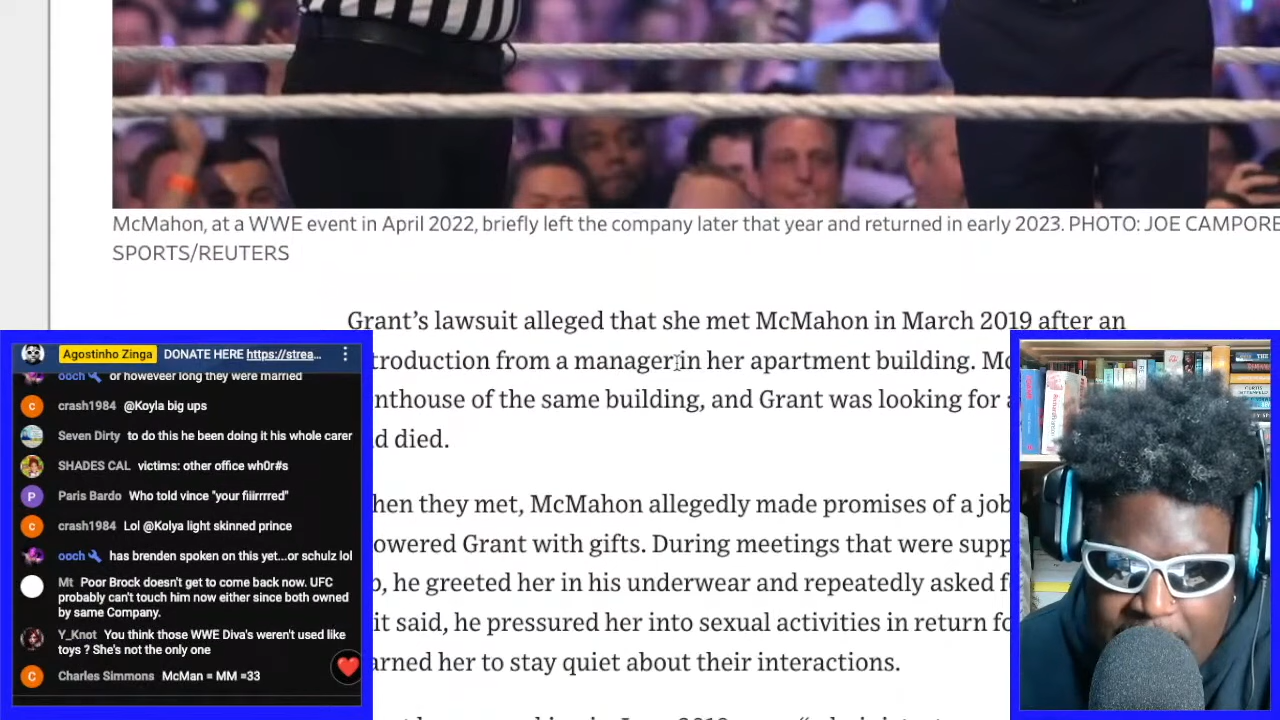 McMahon, at a WWE event in April 2022, briefly left the company later that year and returned in early 2023. PHOTO: JOE CAMPORE
SPORTS/REUTERS
Grant's lawsuit alleged that she met McMahon in March 2019 after an
troduction from a manager in her apartment building. Mc
nthouse of the same building, and Grant was looking for a
d died.
hen they met, McMahon allegedly made promises of a job
owered Grant with gifts. During meetings that were supp
, he greeted her in his underwear and repeatedly asked f
it said, he pressured her into sexual activities in return fo
arned her to stay quiet about their interactions.
Agostinho Zinga DONATE HERE https://strea...
ooch or howeveer long they were married
crash1984 @Koyla big ups
Seven Dirty to do this he been doing it his whole carer
SHADES CAL victims: other office wh0r#s
Paris Bardo Who told vince "your fiiirrrred"
crash1984 Lol @Kolya light skinned prince
ooch has brenden spoken on this yet...or schulz lol
Mt Poor Brock doesn't get to come back now. UFC
probably can't touch him now either since both owned
by same Company.
Y_Knot You think those WWE Diva's weren't used like
toys ? She's not the only one
Charles Simmons McMan = MM =33